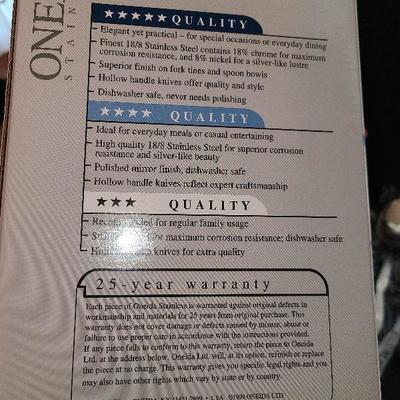 ONE
STAIN
★★★★★ QUALITY
Elegant yet practical – for special occasions or everyday dining
Finest 18/8 Stainless Steel contains 18% chrome for maximum
corrosion resistance, and 8% nickel for a silver-like lustre
Superior finish on fork tines and spoon bowls
Hollow handle knives offer quality and style
Dishwasher safe, never needs polishing
★★★★ QUALITY
Ideal for everyday meals or casual entertaining
High quality 18/8 Stainless Steel for superior corrosion
resistance and silver-like beauty
Polished mirror finish, dishwasher safe
Hollow handle knives reflect expert craftsmanship
★★★ QUALITY
for regular family usage
for maximum corrosion resistance; dishwasher safe
knives for extra quality
25-year warranty
Each piece of Oneida Stainless is warranted against original defects in
workmanship and materials for 25 years from original purchase. This
warranty does not cover damage or defects caused by misuse, abuse or
failure to use proper care in accordance with the instructions provided.
If any piece fails to conform to this warranty, return the piece to Oneida
Ltd. at the address below. Oneida Ltd. will, at its option, refinish or replace
the piece at no charge. This warranty gives you specific legal rights and you
may also have other rights which vary by state or by country.
ONEIDA, NY 13421-2899 • USA ©1999 ONEIDA LTD.